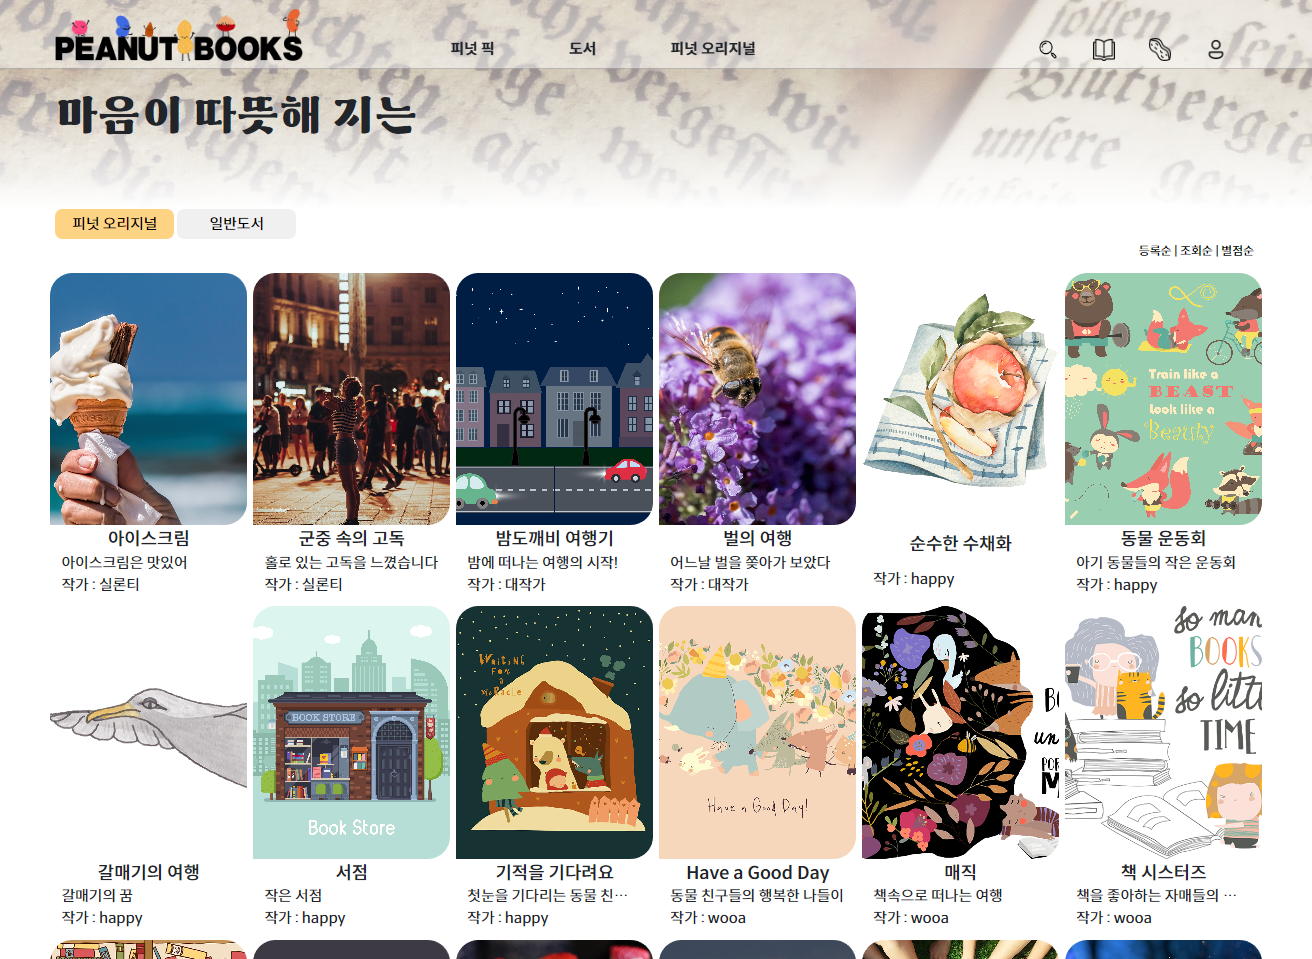 PEANUT BOOKS
피넛 픽
도서
피넛 오리지널
마음이 따뜻해 지는
피넛 오리지널
일반도서
등록순 | 조회순 | 별점순
Train like a
BEAST
look like a
Beauty
아이스크림
군중 속의 고독
밤도깨비 여행기
벌의 여행
순수한 수채화
동물 운동회
아이스크림은 맛있어
홀로 있는 고독을 느꼈습니다
밤에 떠나는 여행의 시작!
어느날 벌을 쫓아가 보았다
아기 동물들의 작은 운동회
작가 : 실론티
작가 : 실론티
작가 : 대작가
작가 : 대작가
작가 : happy
작가 : happy
BOOK STORE
Book Store
Waiting
For
a
miracle
Have a Good Day!
so man
BOOKS
so littl
TIME
갈매기의 여행
서점
기적을 기다려요
Have a Good Day
매직
책 시스터즈
갈매기의 꿈
작은 서점
첫눈을 기다리는 동물 친…
동물 친구들의 행복한 나들이
책속으로 떠나는 여행
책을 좋아하는 자매들의 …
작가 : happy
작가 : happy
작가 : happy
작가 : wooa
작가 : wooa
작가 : wooa